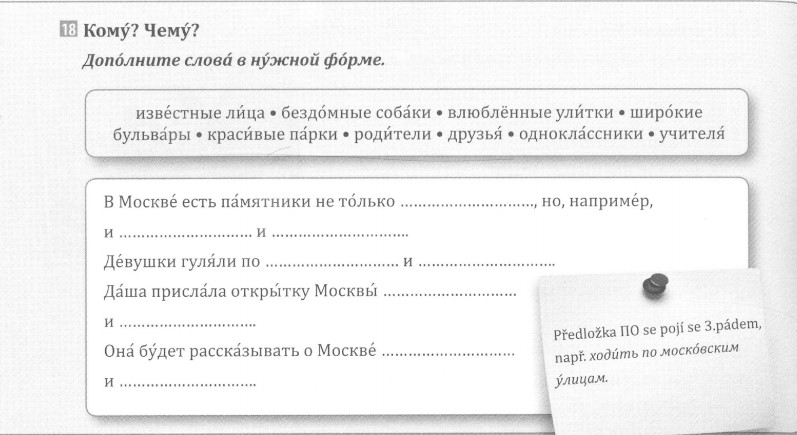 18 Кому́? Чему́?
Допо́лните слова́ в ну́жной фо́рме.
изве́стные ли́ца • бездо́мные соба́ки • влюблённые ули́тки • широ́кие
бульва́ры • краси́вые па́рки • роди́тели • друзья́ • однокла́ссники • учителя́
В Москве́ есть па́мятники не то́лько ..............................., но, наприме́р,
и ............................... и ................................
Де́вушки гуля́ли по ............................... и ................................
Да́ша присла́ла откры́тку Москвы́ ...............................
и ................................
Она́ бу́дет расска́зывать о Москве́ ...............................
и ................................
Předložka ПО se pojí se 3.pádem,
např. ходи́ть по моско́вским
у́лицам.